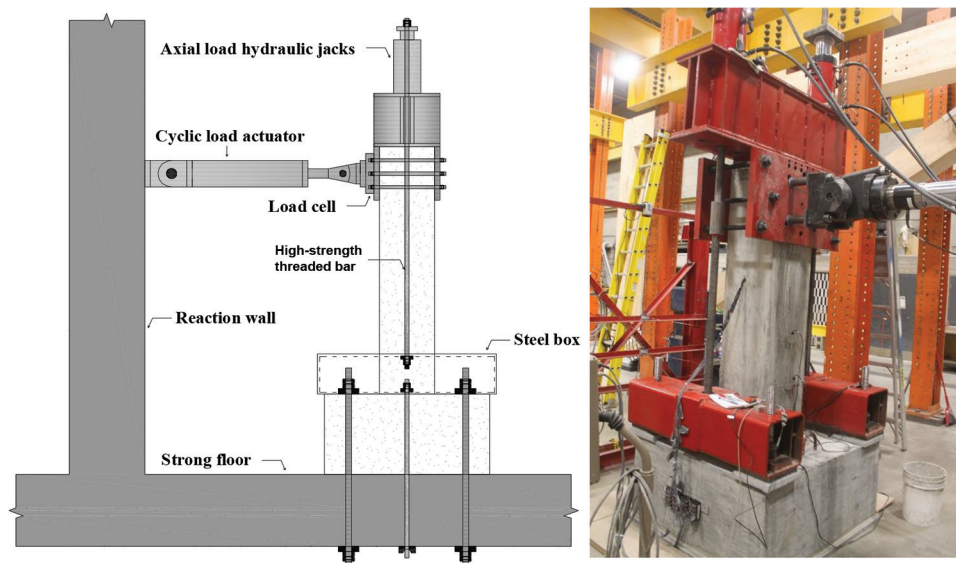 Axial load hydraulic jacks
Cyclic load actuator
Load cell
High-strength
threaded bar
Reaction wall
Steel box
Strong floor